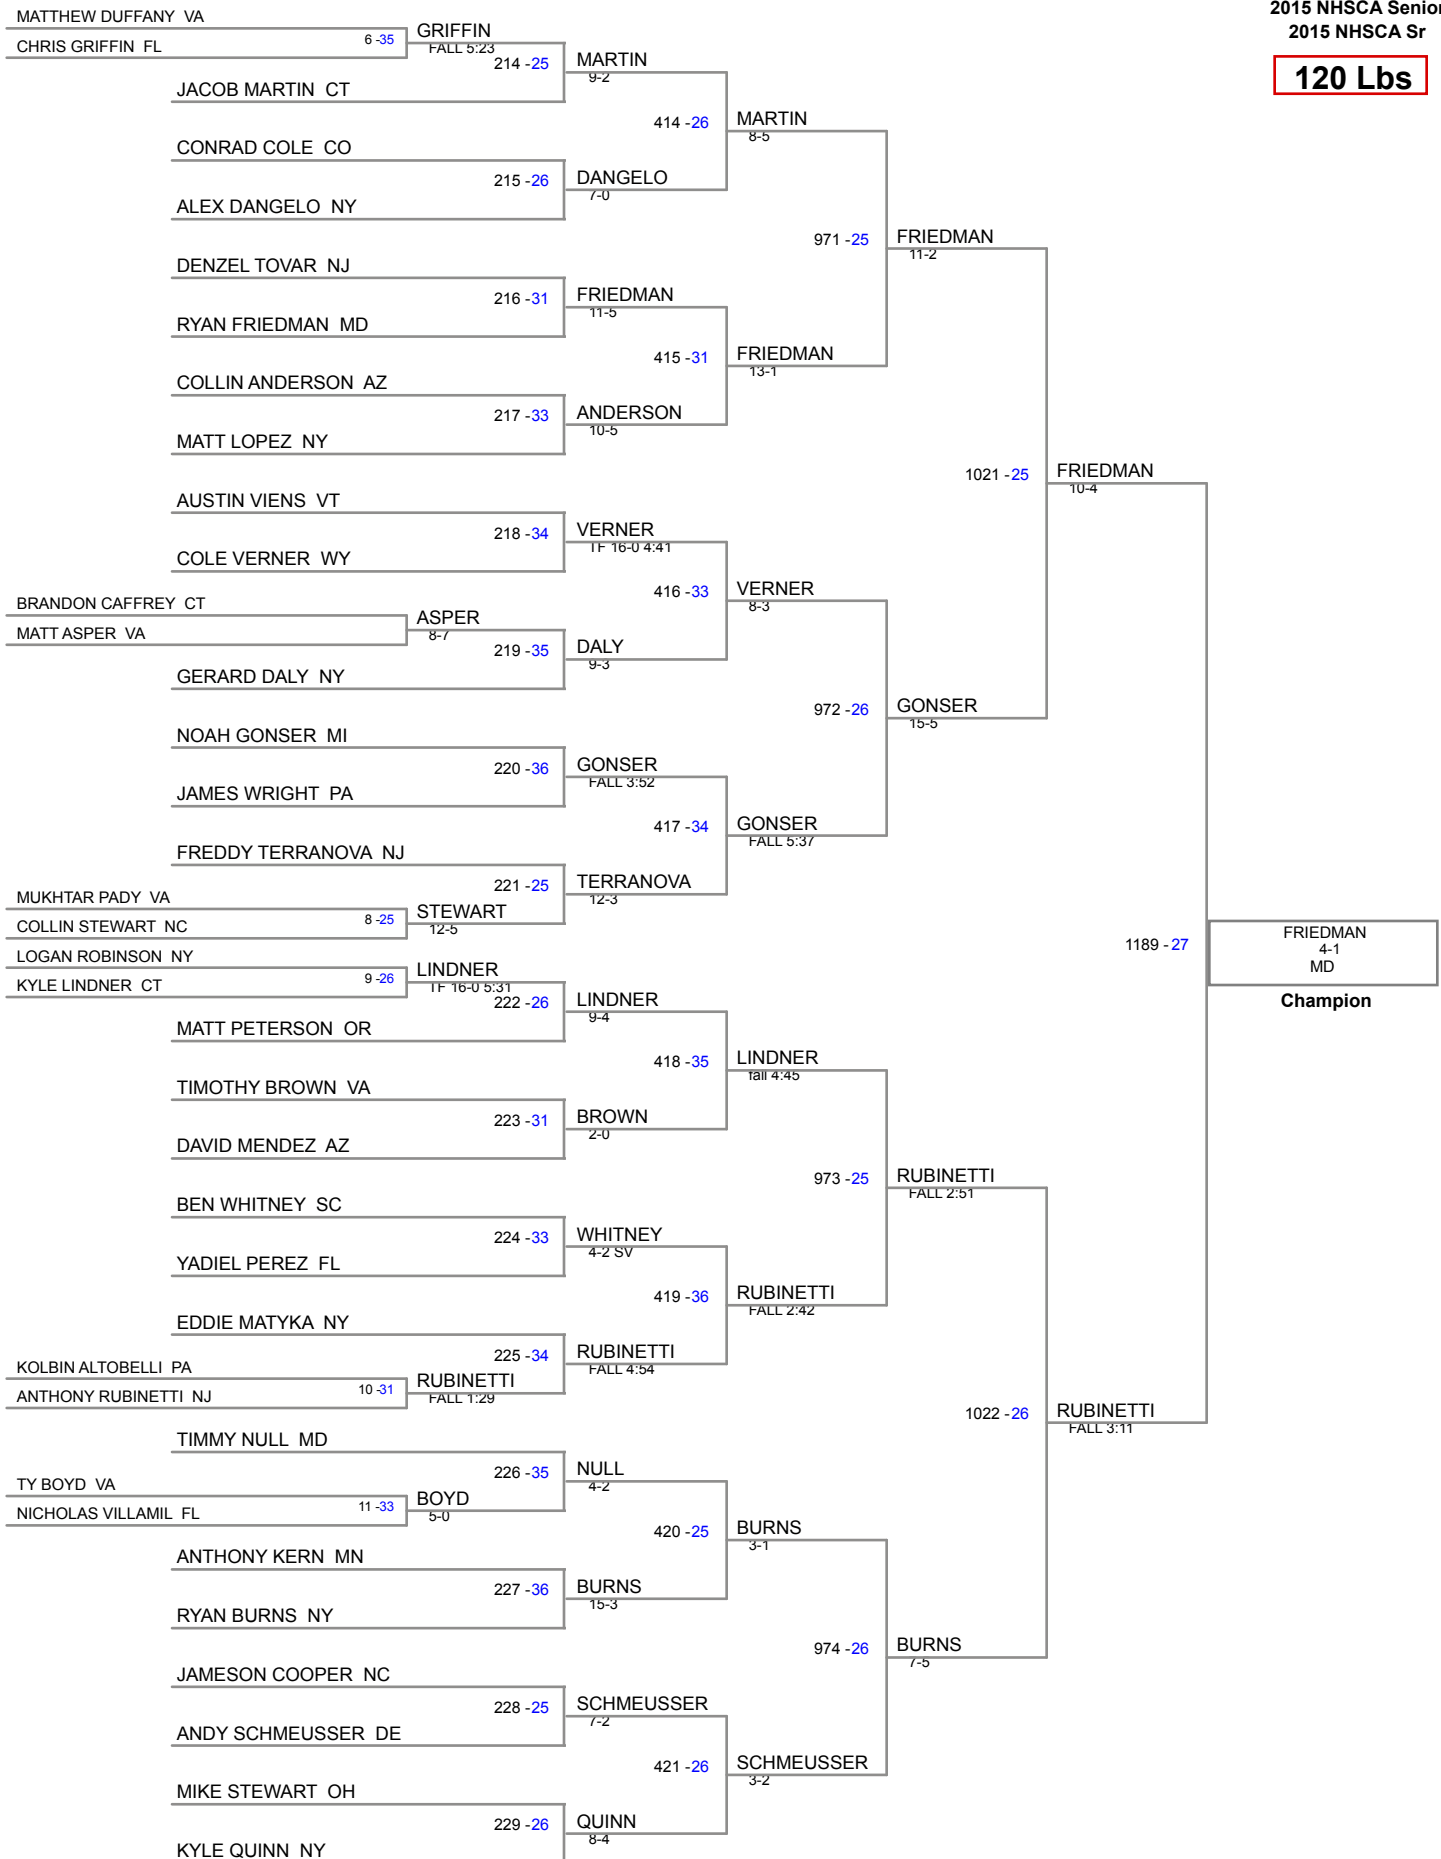 2015 NHSCA Senior
2015 NHSCA Sr
120 Lbs
MATTHEW DUFFANY VA
CHRIS GRIFFIN FL
6 -35
GRIFFIN
FALL 5:23
214 -25
MARTIN
9-2
JACOB MARTIN CT
414 -26
MARTIN
8-5
CONRAD COLE CO
215 -26
DANGELO
7-0
ALEX DANGELO NY
971 -25
FRIEDMAN
11-2
DENZEL TOVAR NJ
216 -31
FRIEDMAN
11-5
RYAN FRIEDMAN MD
415 -31
FRIEDMAN
13-1
COLLIN ANDERSON AZ
217 -33
ANDERSON
10-5
MATT LOPEZ NY
1021 -25
FRIEDMAN
10-4
AUSTIN VIENS VT
218 -34
VERNER
TF 16-0 4:41
COLE VERNER WY
416 -33
VERNER
8-3
BRANDON CAFFREY CT
MATT ASPER VA
ASPER
8-7
219 -35
DALY
9-3
GERARD DALY NY
972 -26
GONSER
15-5
NOAH GONSER MI
220 -36
GONSER
FALL 3:52
JAMES WRIGHT PA
417 -34
GONSER
FALL 5:37
FREDDY TERRANOVA NJ
221 -25
TERRANOVA
12-3
MUKHTAR PADY VA
COLLIN STEWART NC
8 -25
STEWART
12-5
1189 -27
FRIEDMAN
4-1
MD
Champion
LOGAN ROBINSON NY
KYLE LINDNER CT
9 -26
LINDNER
TF 16-0 5:31
222 -26
LINDNER
9-4
MATT PETERSON OR
418 -35
LINDNER
fall 4:45
TIMOTHY BROWN VA
223 -31
BROWN
2-0
DAVID MENDEZ AZ
973 -25
RUBINETTI
FALL 2:51
BEN WHITNEY SC
224 -33
WHITNEY
4-2 SV
YADIEL PEREZ FL
419 -36
RUBINETTI
FALL 2:42
EDDIE MATYKA NY
225 -34
RUBINETTI
FALL 4:54
KOLBIN ALTOBELLI PA
ANTHONY RUBINETTI NJ
10 -31
RUBINETTI
FALL 1:29
1022 -26
RUBINETTI
FALL 3:11
TIMMY NULL MD
226 -35
NULL
4-2
TY BOYD VA
NICHOLAS VILLAMIL FL
11 -33
BOYD
5-0
420 -25
BURNS
3-1
ANTHONY KERN MN
227 -36
BURNS
15-3
RYAN BURNS NY
974 -26
BURNS
7-5
JAMESON COOPER NC
228 -25
SCHMEUSSER
7-2
ANDY SCHMEUSSER DE
421 -26
SCHMEUSSER
3-2
MIKE STEWART OH
229 -26
QUINN
8-4
KYLE QUINN NY